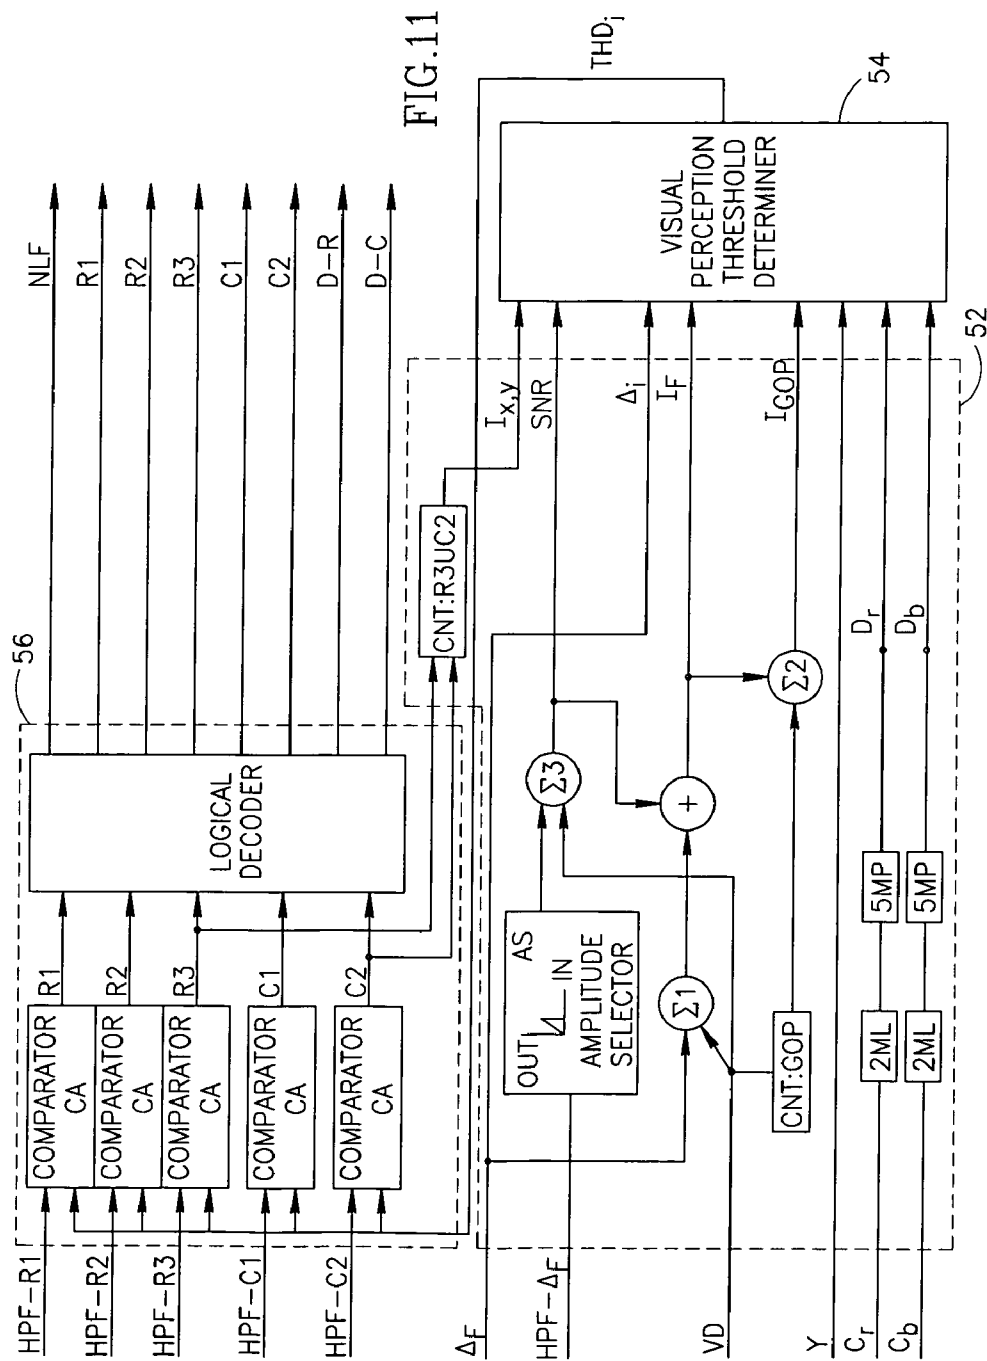 FIG.11
56
HPF-R1
HPF-R2
HPF-R3
HPF-C1
HPF-C2
COMPARATOR
CA
COMPARATOR
CA
COMPARATOR
CA
COMPARATOR
CA
COMPARATOR
CA
R1
R2
R3
C1
C2
LOGICAL
DECODER
NLF
R1
R2
R3
C1
C2
D-R
D-C
THDi
CNT:R3UC2
Ix,y
SNR
Δi
IF
IGOP
ΔF
HPF-ΔF
VD
Y
Cr
Cb
OUT
AS
IN
AMPLITUDE
SELECTOR
Σ3
Σ1
+
Σ2
CNT:GOP
2ML
5MP
Dr
2ML
5MP
Db
VISUAL
PERCEPTION
THRESHOLD
DETERMINER
54
52